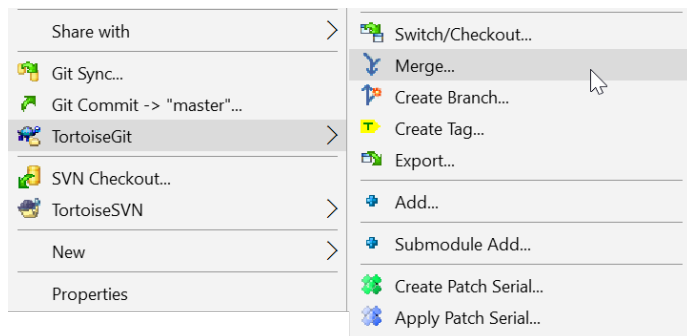 Share with
Git Sync...
Git Commit -> "master"...
TortoiseGit
SVN Checkout...
TortoiseSVN
New
Properties
Switch/Checkout...
Merge...
Create Branch...
Create Tag...
Export...
Add...
Submodule Add...
Create Patch Serial...
Apply Patch Serial...